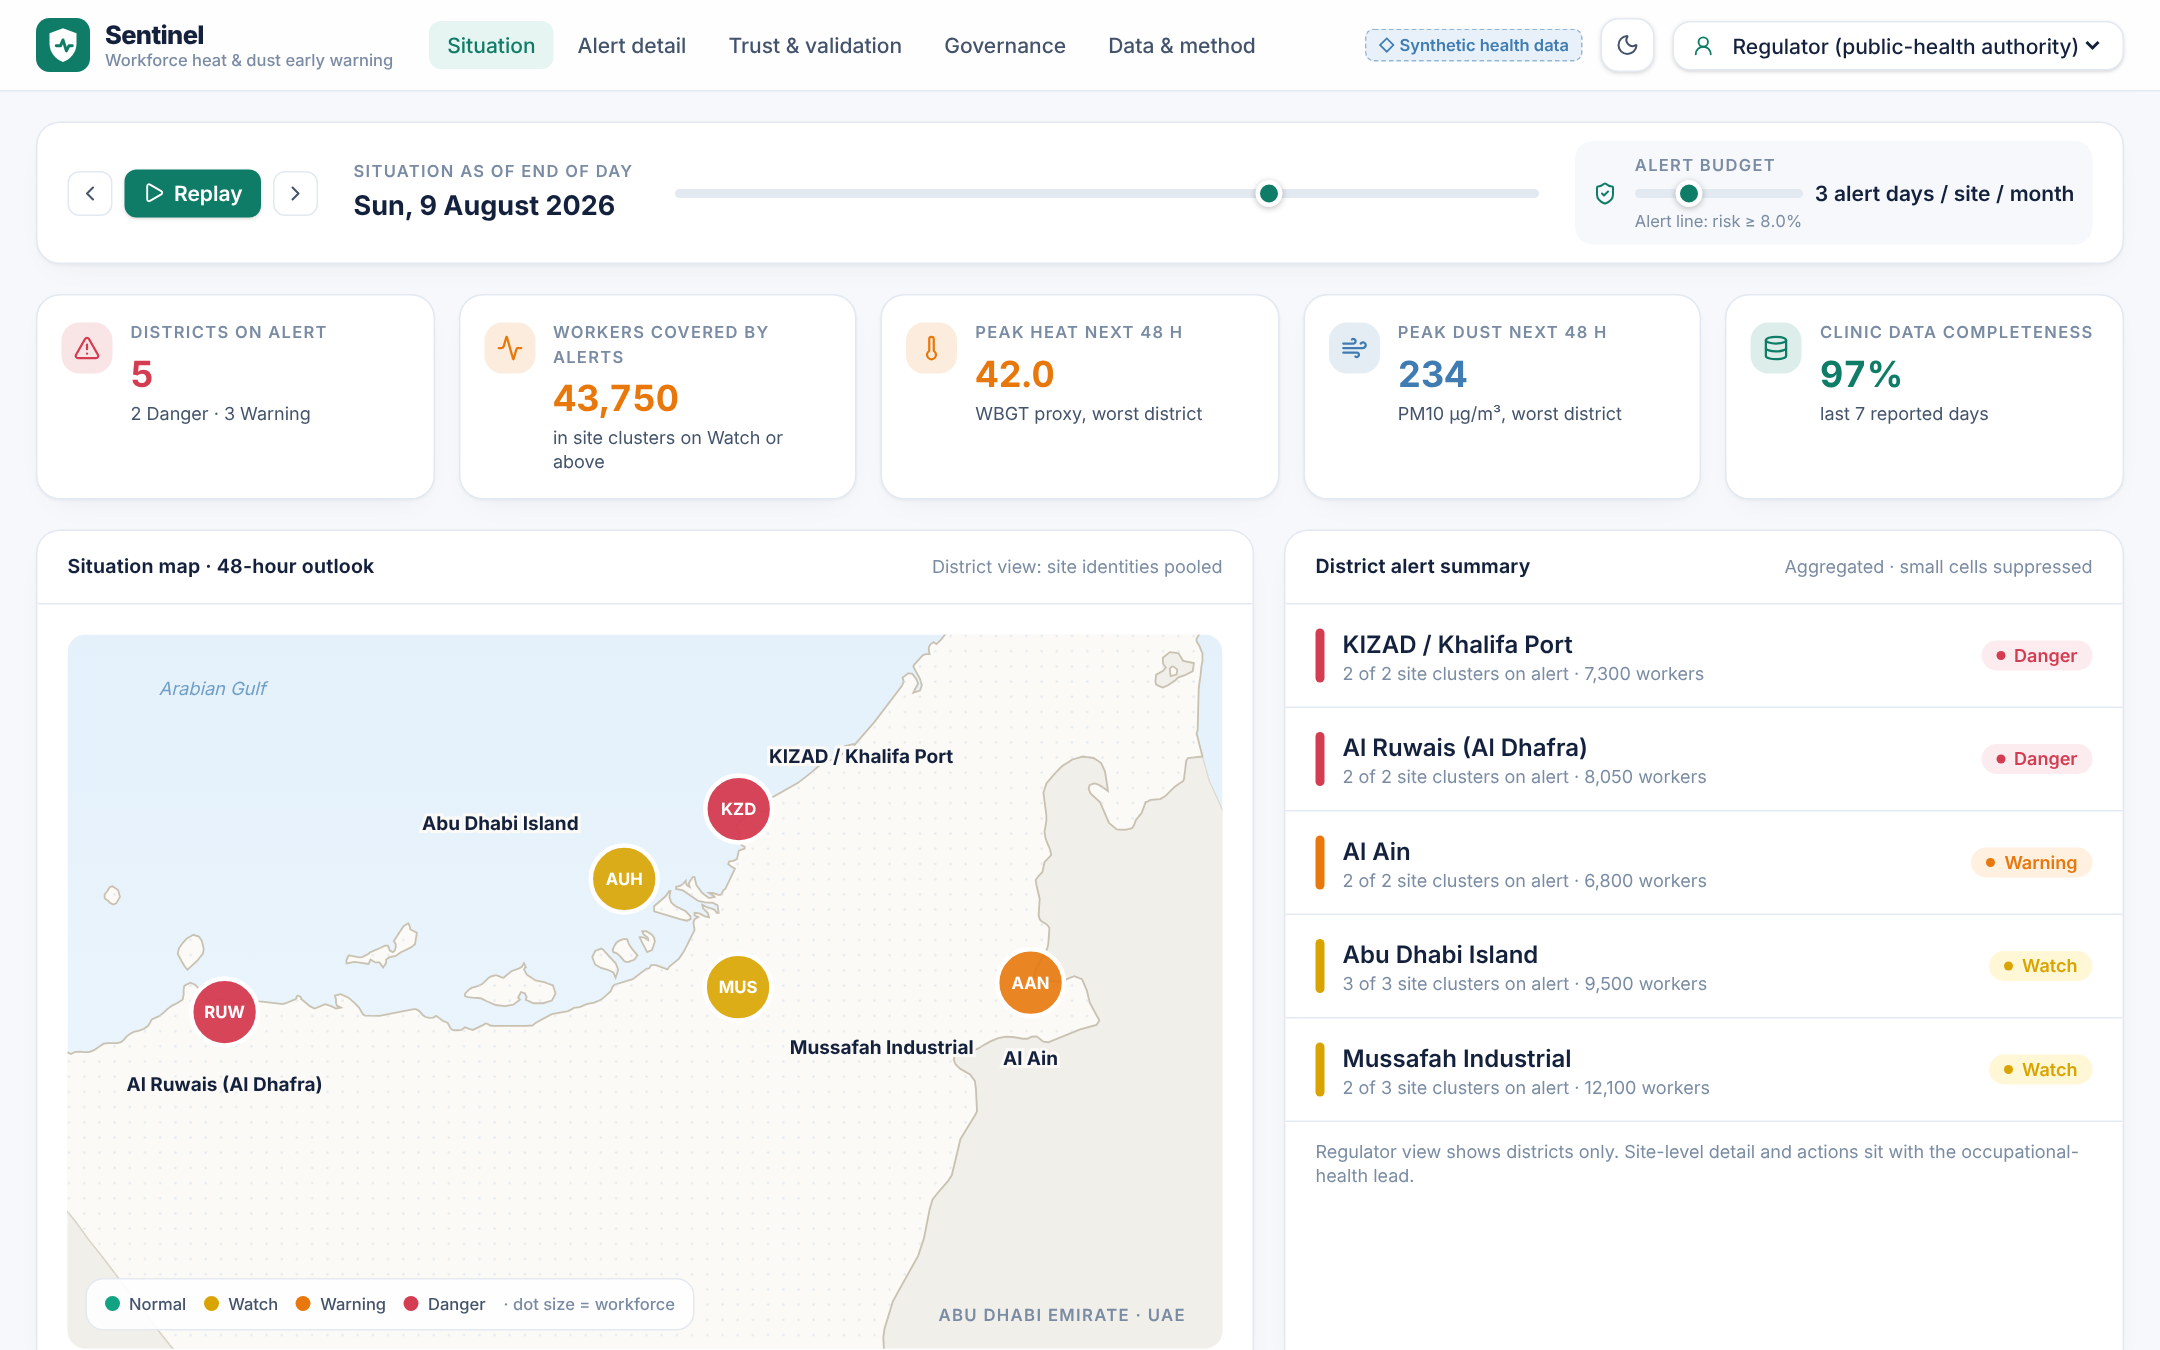 Sentinel
Workforce heat & dust early warning
Situation
Alert detail
Trust & validation
Governance
Data & method
Synthetic health data
Regulator (public-health authority)
Replay
SITUATION AS OF END OF DAY
Sun, 9 August 2026
ALERT BUDGET
3 alert days / site / month
Alert line: risk ≥ 8.0%
DISTRICTS ON ALERT
5
2 Danger · 3 Warning
WORKERS COVERED BY
ALERTS
43,750
in site clusters on Watch or
above
PEAK HEAT NEXT 48 H
42.0
WBGT proxy, worst district
PEAK DUST NEXT 48 H
234
PM10 µg/m³, worst district
CLINIC DATA COMPLETENESS
97%
last 7 reported days
Situation map · 48-hour outlook
District view: site identities pooled
Arabian Gulf
KIZAD / Khalifa Port
KZD
Abu Dhabi Island
AUH
MUS
AAN
RUW
Mussafah Industrial
Al Ain
Al Ruwais (Al Dhafra)
Normal
Watch
Warning
Danger
· dot size = workforce
ABU DHABI EMIRATE · UAE
District alert summary
Aggregated · small cells suppressed
KIZAD / Khalifa Port
2 of 2 site clusters on alert · 7,300 workers
Danger
Al Ruwais (Al Dhafra)
2 of 2 site clusters on alert · 8,050 workers
Danger
Al Ain
2 of 2 site clusters on alert · 6,800 workers
Warning
Abu Dhabi Island
3 of 3 site clusters on alert · 9,500 workers
Watch
Mussafah Industrial
2 of 3 site clusters on alert · 12,100 workers
Watch
Regulator view shows districts only. Site-level detail and actions sit with the occupational-
health lead.